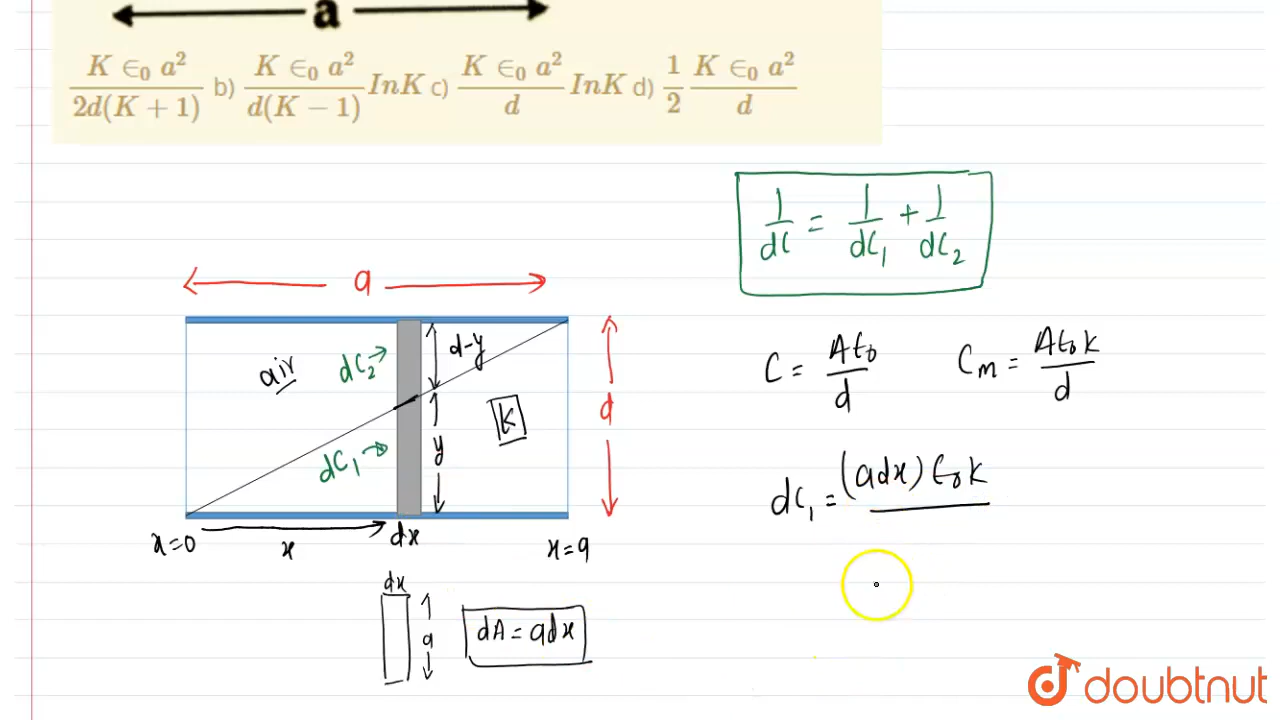 a
K ∈₀ a² / 2d(K + 1) b) K ∈₀ a² / d(K − 1) InK c) K ∈₀ a² / d InK d) 1/2 K ∈₀ a² / d
1/dC = 1/dC₁ + 1/dC₂
a
air
dC₂
d-y
C = Aε₀/d
Cₘ = Aε₀k/d
K
d
dC₁
y
dC₁ = (adx) ε₀k
x=0
x
dx
x=a
dx
a
dA = adx
doubtnut